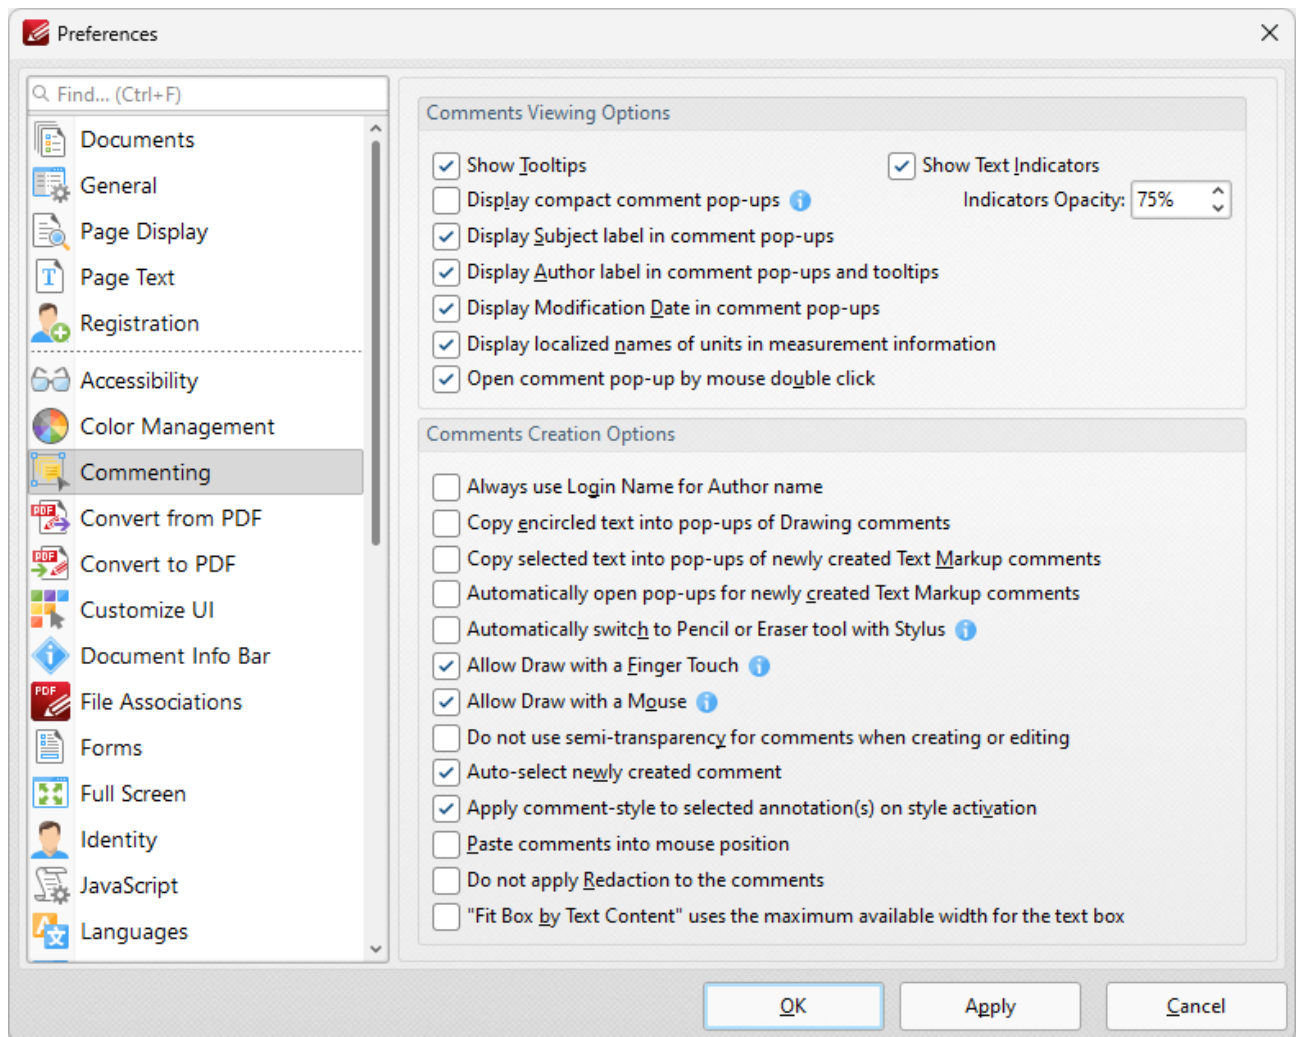 Preferences
Find... (Ctrl+F)
Documents
General
Page Display
Page Text
Registration
Accessibility
Color Management
Commenting
Convert from PDF
Convert to PDF
Customize UI
Document Info Bar
File Associations
Forms
Full Screen
Identity
JavaScript
Languages
Comments Viewing Options
Show Tooltips
Show Text Indicators
Display compact comment pop-ups
Indicators Opacity: 75%
Display Subject label in comment pop-ups
Display Author label in comment pop-ups and tooltips
Display Modification Date in comment pop-ups
Display localized names of units in measurement information
Open comment pop-up by mouse double click
Comments Creation Options
Always use Login Name for Author name
Copy encircled text into pop-ups of Drawing comments
Copy selected text into pop-ups of newly created Text Markup comments
Automatically open pop-ups for newly created Text Markup comments
Automatically switch to Pencil or Eraser tool with Stylus
Allow Draw with a Finger Touch
Allow Draw with a Mouse
Do not use semi-transparency for comments when creating or editing
Auto-select newly created comment
Apply comment-style to selected annotation(s) on style activation
Paste comments into mouse position
Do not apply Redaction to the comments
"Fit Box by Text Content" uses the maximum available width for the text box
OK
Apply
Cancel